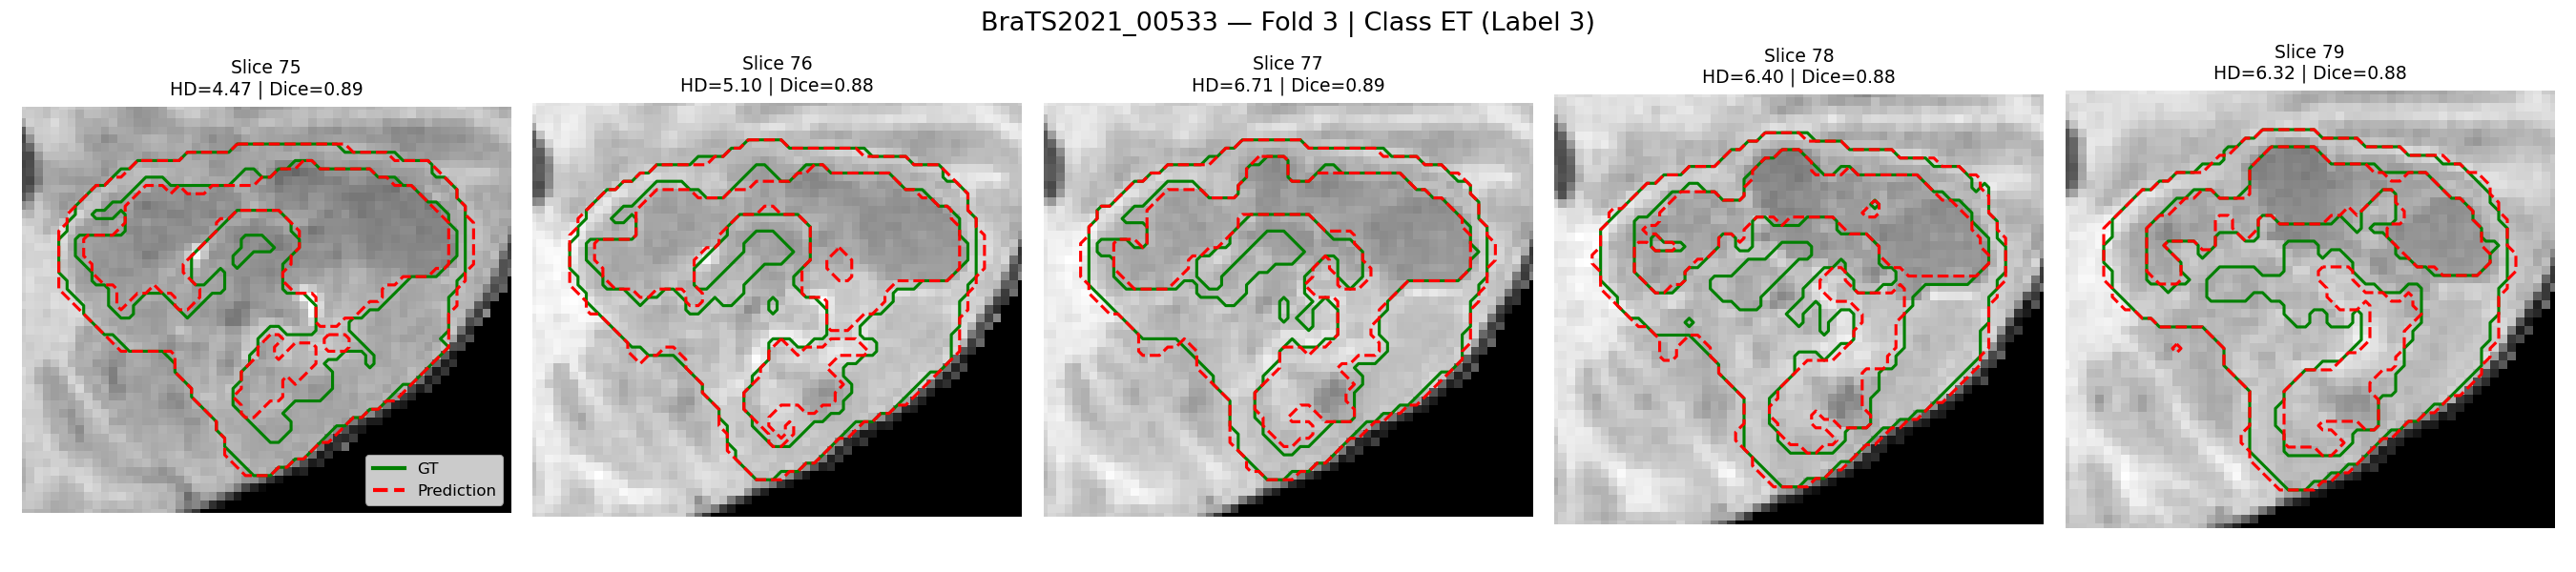 BraTS2021_00533 — Fold 3 | Class ET (Label 3)
Slice 75
HD=4.47 | Dice=0.89
Slice 76
HD=5.10 | Dice=0.88
Slice 77
HD=6.71 | Dice=0.89
Slice 78
HD=6.40 | Dice=0.88
Slice 79
HD=6.32 | Dice=0.88
GT
Prediction